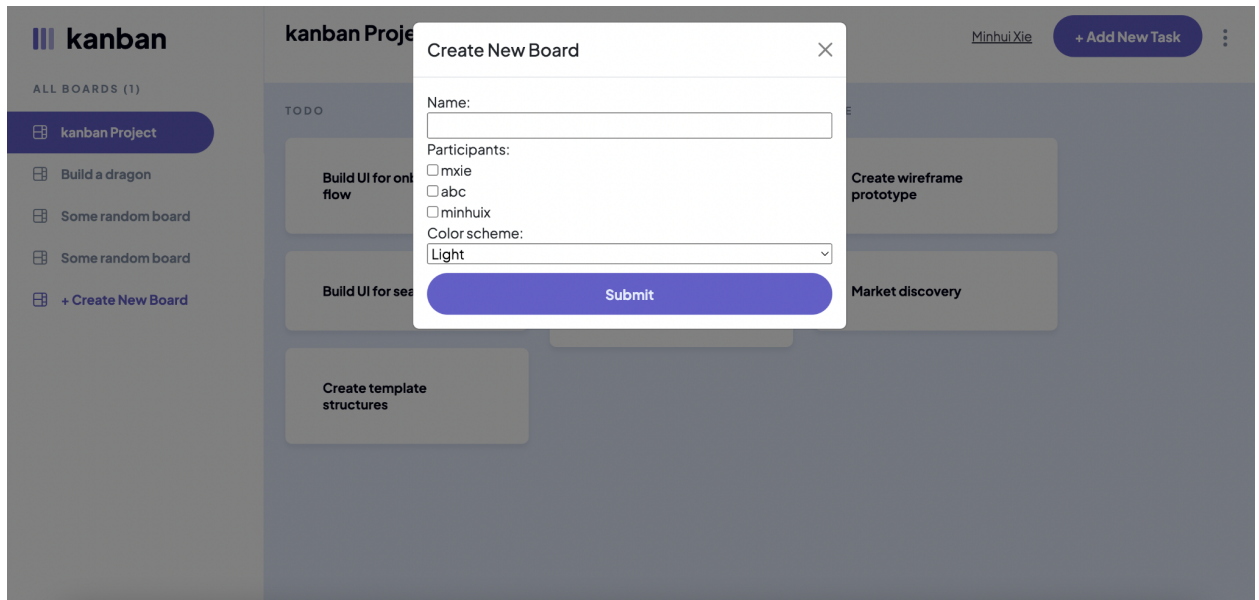 kanban
ALL BOARDS (1)
kanban Project
Build a dragon
Some random board
Some random board
+ Create New Board
kanban Proje
Minhui Xie
+ Add New Task
Create New Board
Name:
Participants:
mxie
abc
minhuix
Color scheme:
Light
Submit
TODO
Build UI for onb
flow
Build UI for sea
Create template
structures
E
Create wireframe
prototype
Market discovery